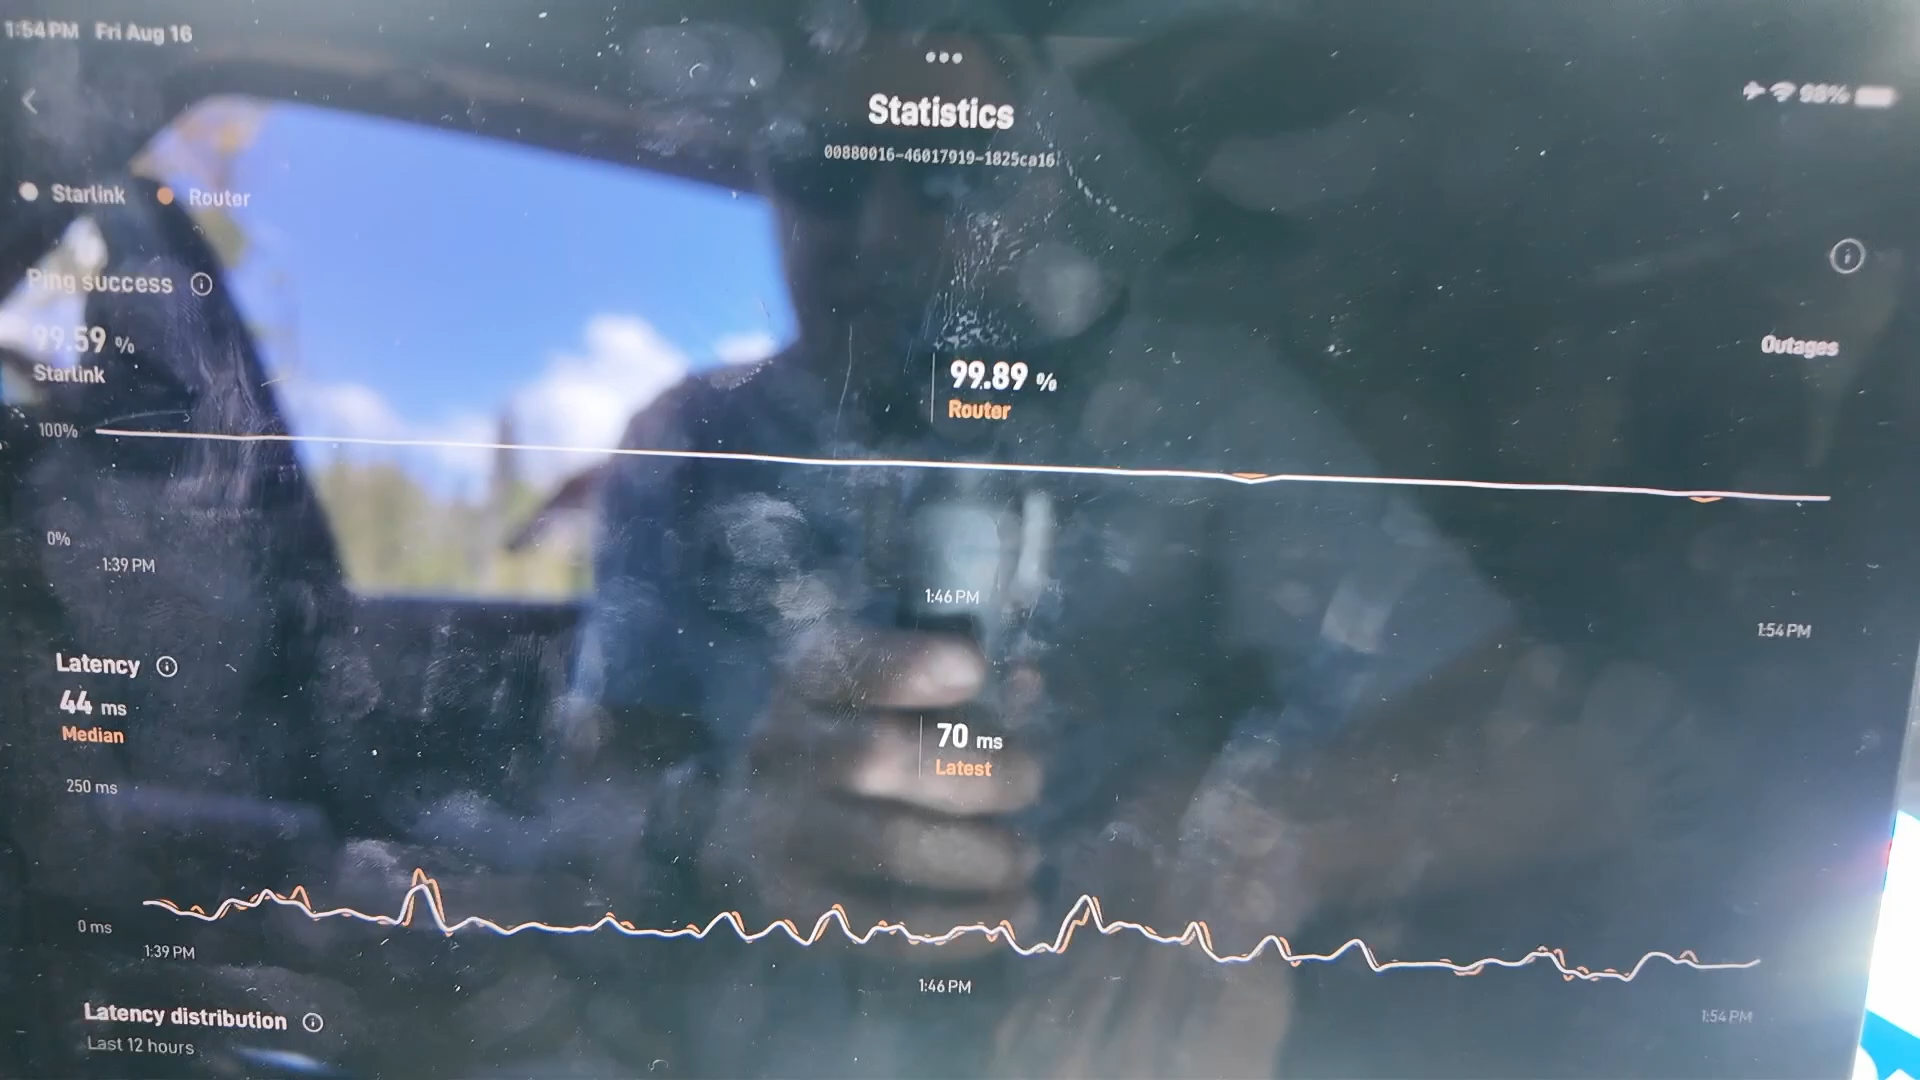 1:54 PM Fri Aug 16
98%
Statistics
00880016-46017919-1825ca16
Starlink Router
Ping success
99.59 %
Starlink
99.89 %
Router
Outages
100%
0%
1:39 PM
1:46 PM
1:54 PM
Latency
44 ms
Median
70 ms
Latest
250 ms
0 ms
1:39 PM
1:46 PM
1:54 PM
Latency distribution
Last 12 hours